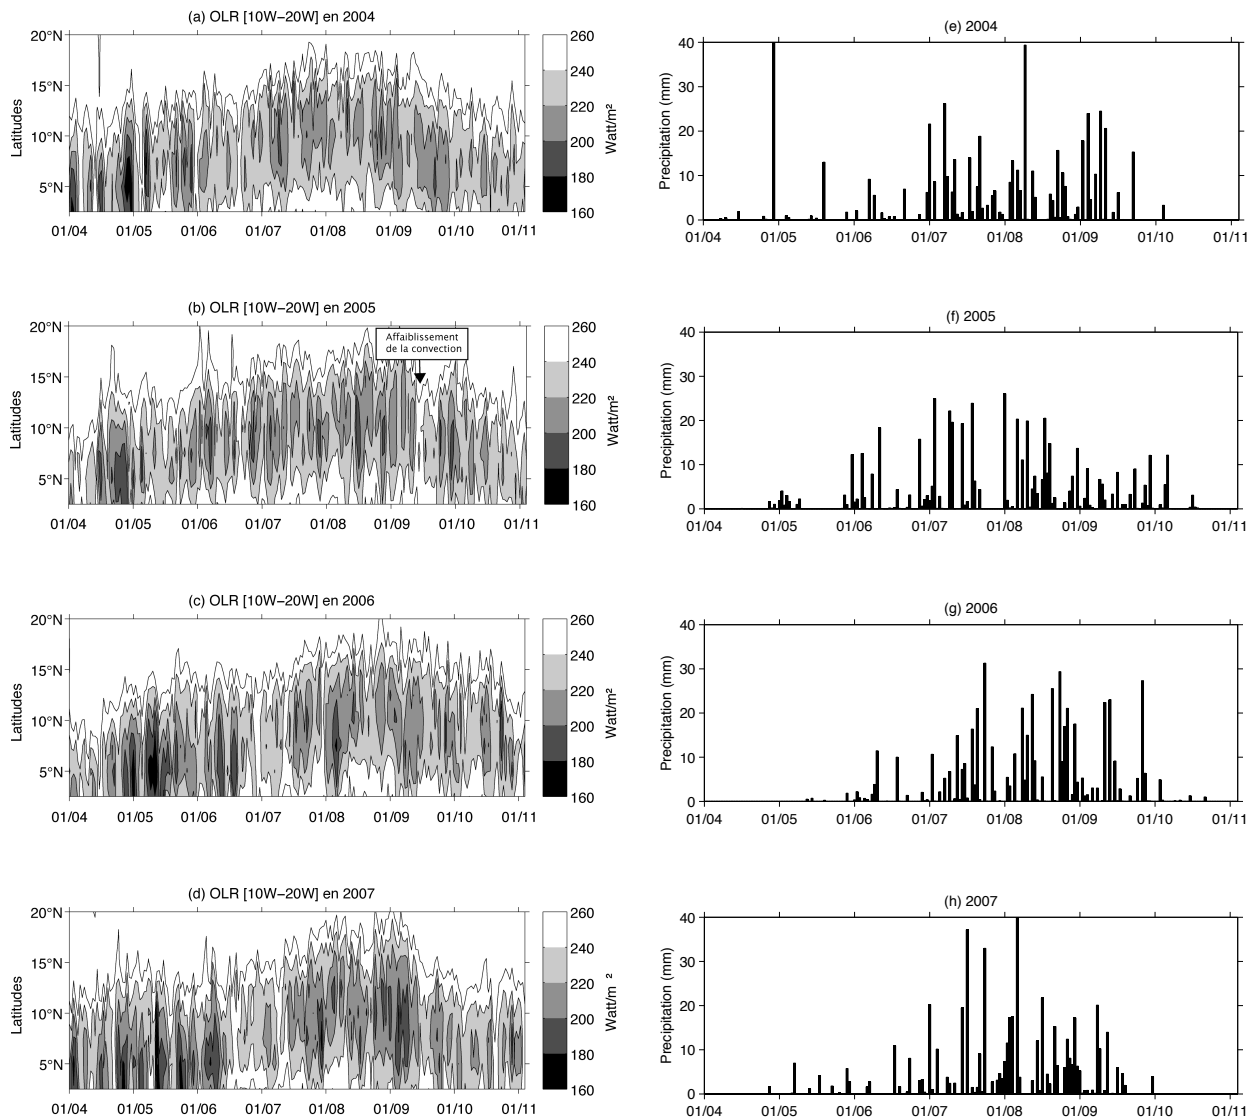 (a) OLR [10W−20W] en 2004
Latitudes
20°N
15°N
10°N
5°N
01/04 01/05 01/06 01/07 01/08 01/09 01/10 01/11
260
240
220
200
180
160
Watt/m²
(e) 2004
Precipitation (mm)
40
30
20
10
0
01/04 01/05 01/06 01/07 01/08 01/09 01/10 01/11
(b) OLR [10W−20W] en 2005
Affaiblissement
de la convection
Latitudes
20°N
15°N
10°N
5°N
01/04 01/05 01/06 01/07 01/08 01/09 01/10 01/11
260
240
220
200
180
160
Watt/m²
(f) 2005
Precipitation (mm)
40
30
20
10
0
01/04 01/05 01/06 01/07 01/08 01/09 01/10 01/11
(c) OLR [10W−20W] en 2006
Latitudes
20°N
15°N
10°N
5°N
01/04 01/05 01/06 01/07 01/08 01/09 01/10 01/11
260
240
220
200
180
160
Watt/m²
(g) 2006
Precipitation (mm)
40
30
20
10
0
01/04 01/05 01/06 01/07 01/08 01/09 01/10 01/11
(d) OLR [10W−20W] en 2007
Latitudes
20°N
15°N
10°N
5°N
01/04 01/05 01/06 01/07 01/08 01/09 01/10 01/11
260
240
220
200
180
160
Watt/m ²
(h) 2007
Precipitation (mm)
40
30
20
10
0
01/04 01/05 01/06 01/07 01/08 01/09 01/10 01/11